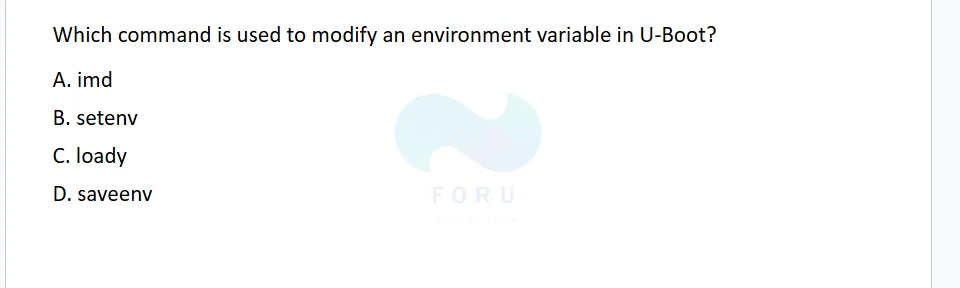 Which command is used to modify an environment variable in U-Boot?
A. imd
B. setenv
C. loady
D. saveenv
FORU